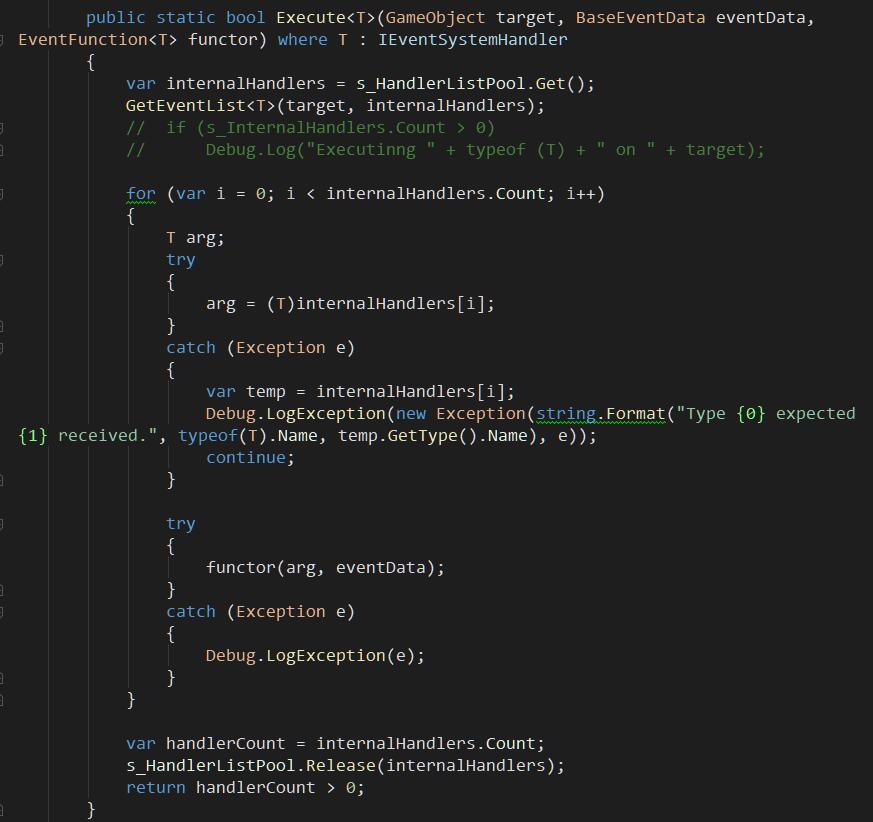 public static bool Execute<T>(GameObject target, BaseEventData eventData,
EventFunction<T> functor) where T : IEventSystemHandler
{
var internalHandlers = s_HandlerListPool.Get();
GetEventList<T>(target, internalHandlers);
//  if (s_InternalHandlers.Count > 0)
//      Debug.Log("Executinng " + typeof (T) + " on " + target);
for (var i = 0; i < internalHandlers.Count; i++)
{
T arg;
try
{
arg = (T)internalHandlers[i];
}
catch (Exception e)
{
var temp = internalHandlers[i];
Debug.LogException(new Exception(string.Format("Type {0} expected
{1} received.", typeof(T).Name, temp.GetType().Name), e));
continue;
}
try
{
functor(arg, eventData);
}
catch (Exception e)
{
Debug.LogException(e);
}
}
var handlerCount = internalHandlers.Count;
s_HandlerListPool.Release(internalHandlers);
return handlerCount > 0;
}